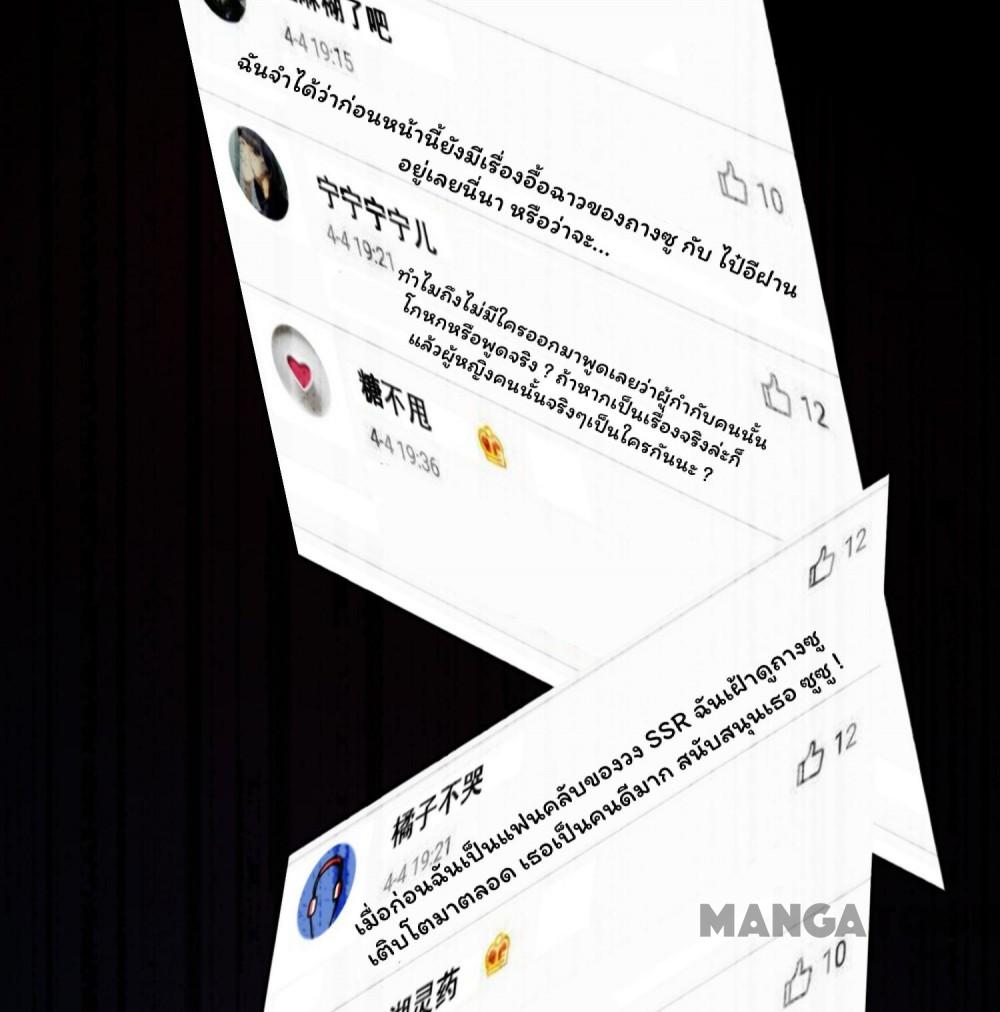 糊了吧
4-4 19:15
10
ฉันจำได้ว่าก่อนหน้านี้ยังมีเรื่องอื้อฉาวของถางซู กับ ไป๋อีฝาน
อยู่เลยนี่นา หรือว่าจะ...
宁宁宁宁儿
4-4 19:21
12
ทำไมถึงไม่มีใครออกมาพูดเลยว่าผู้กำกับคนนั้น
โกหกหรือพูดจริง ? ถ้าหากเป็นเรื่องจริงล่ะก็
แล้วผู้หญิงคนนั้นจริงๆเป็นใครกันนะ ?
糖不甩
4-4 19:36
12
橘子不哭
4-4 19:21
12
เมื่อก่อนฉันเป็นแฟนคลับของวง SSR ฉันเฝ้าดูถางซู
เติบโตมาตลอด เธอเป็นคนดีมาก สนับสนุนเธอ ซูซู !
灵药
10
MANGA